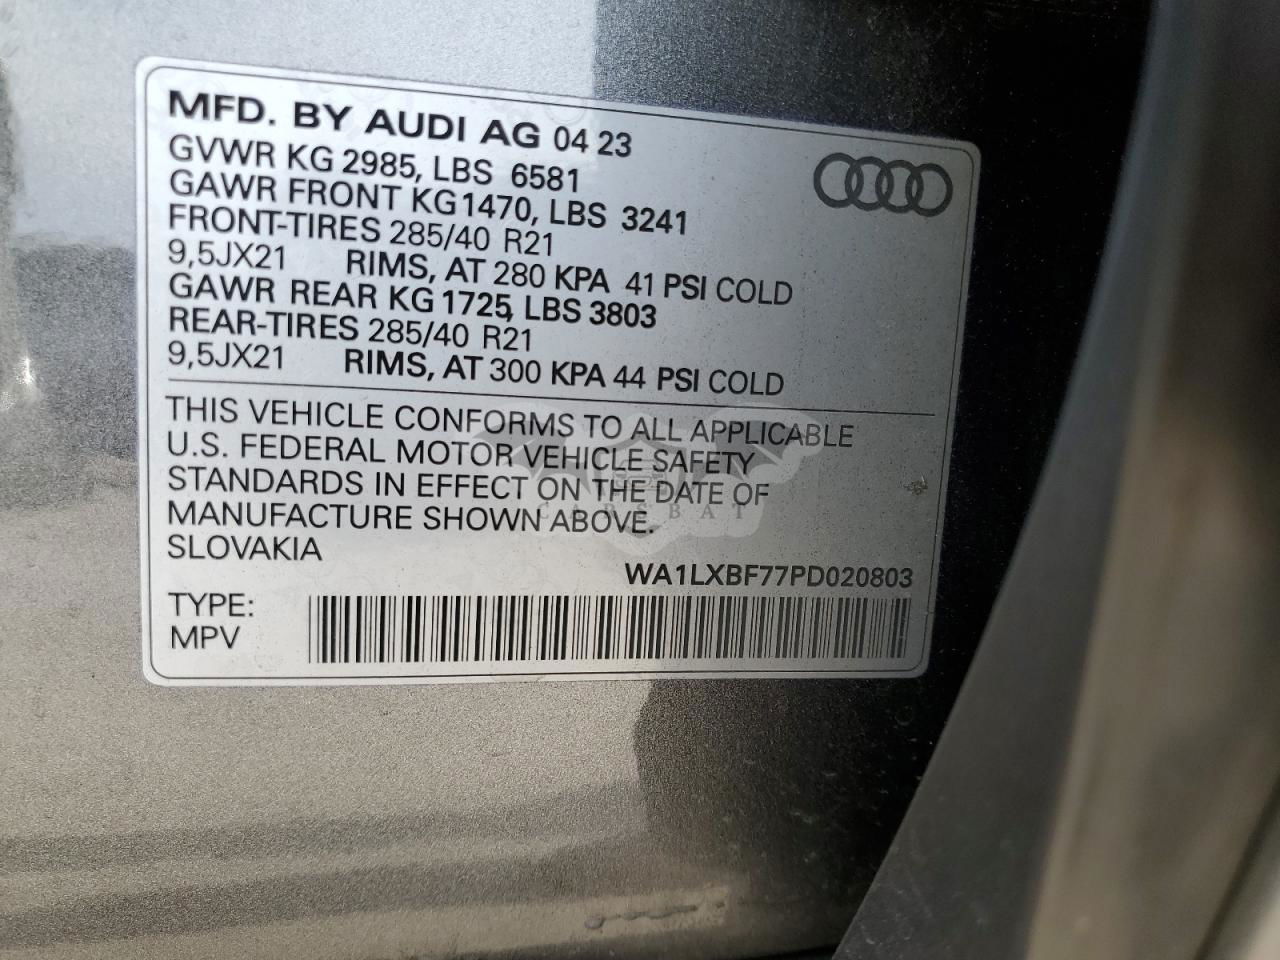 MFD. BY AUDI AG 04 23
GVWR KG 2985, LBS 6581
GAWR FRONT KG 1470, LBS 3241
FRONT-TIRES 285/40 R21
9,5JX21 RIMS, AT 280 KPA 41 PSI COLD
GAWR REAR KG 1725, LBS 3803
REAR-TIRES 285/40 R21
9,5JX21 RIMS, AT 300 KPA 44 PSI COLD
THIS VEHICLE CONFORMS TO ALL APPLICABLE
U.S. FEDERAL MOTOR VEHICLE SAFETY
STANDARDS IN EFFECT ON THE DATE OF
MANUFACTURE SHOWN ABOVE.
SLOVAKIA
CARSBAT
WA1LXBF77PD020803
TYPE:
MPV